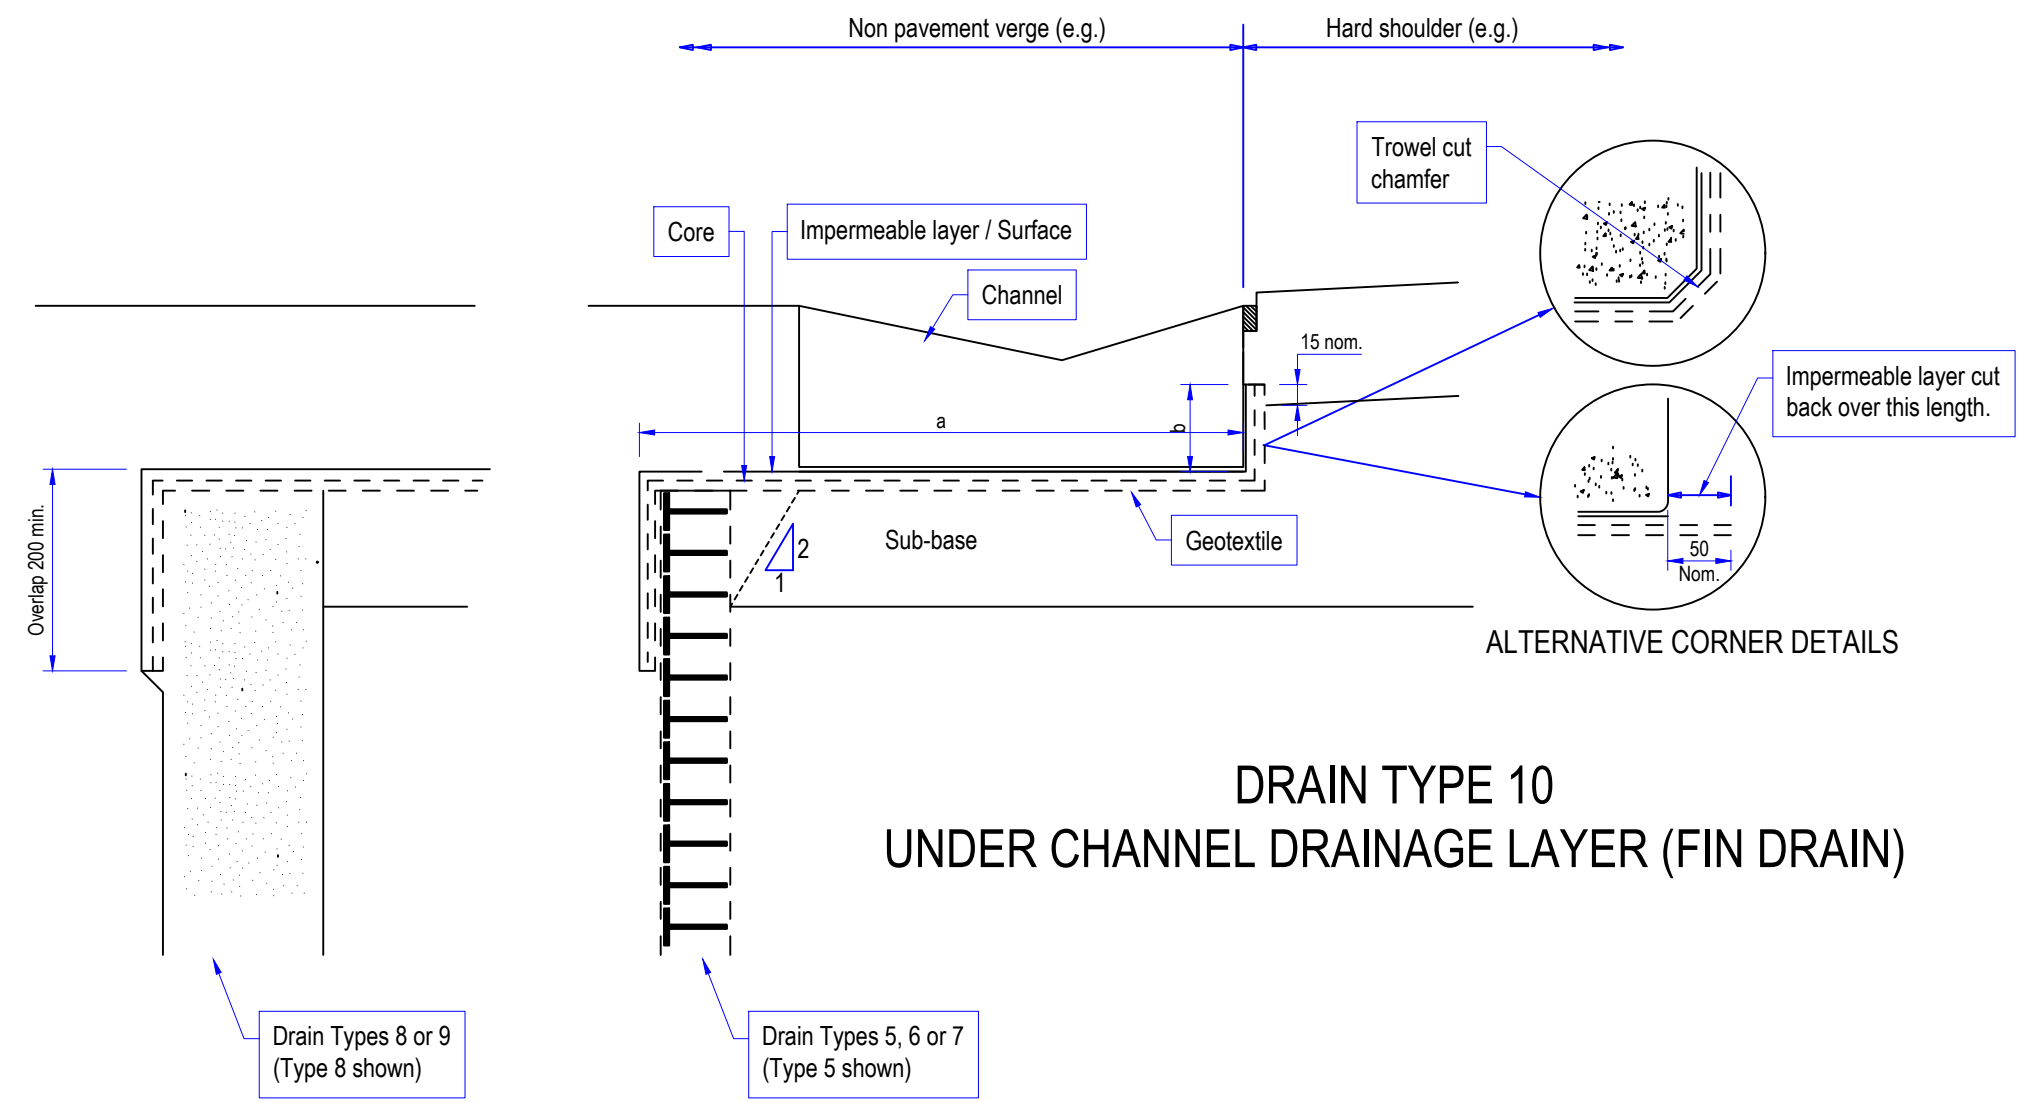 Non pavement verge (e.g.)
Hard shoulder (e.g.)
Trowel cut
chamfer
Core
Impermeable layer / Surface
Channel
15 nom.
Impermeable layer cut
back over this length.
a
b
Overlap 200 min.
Sub-base
2
1
Geotextile
50
Nom.
ALTERNATIVE CORNER DETAILS
DRAIN TYPE 10
UNDER CHANNEL DRAINAGE LAYER (FIN DRAIN)
Drain Types 8 or 9
(Type 8 shown)
Drain Types 5, 6 or 7
(Type 5 shown)